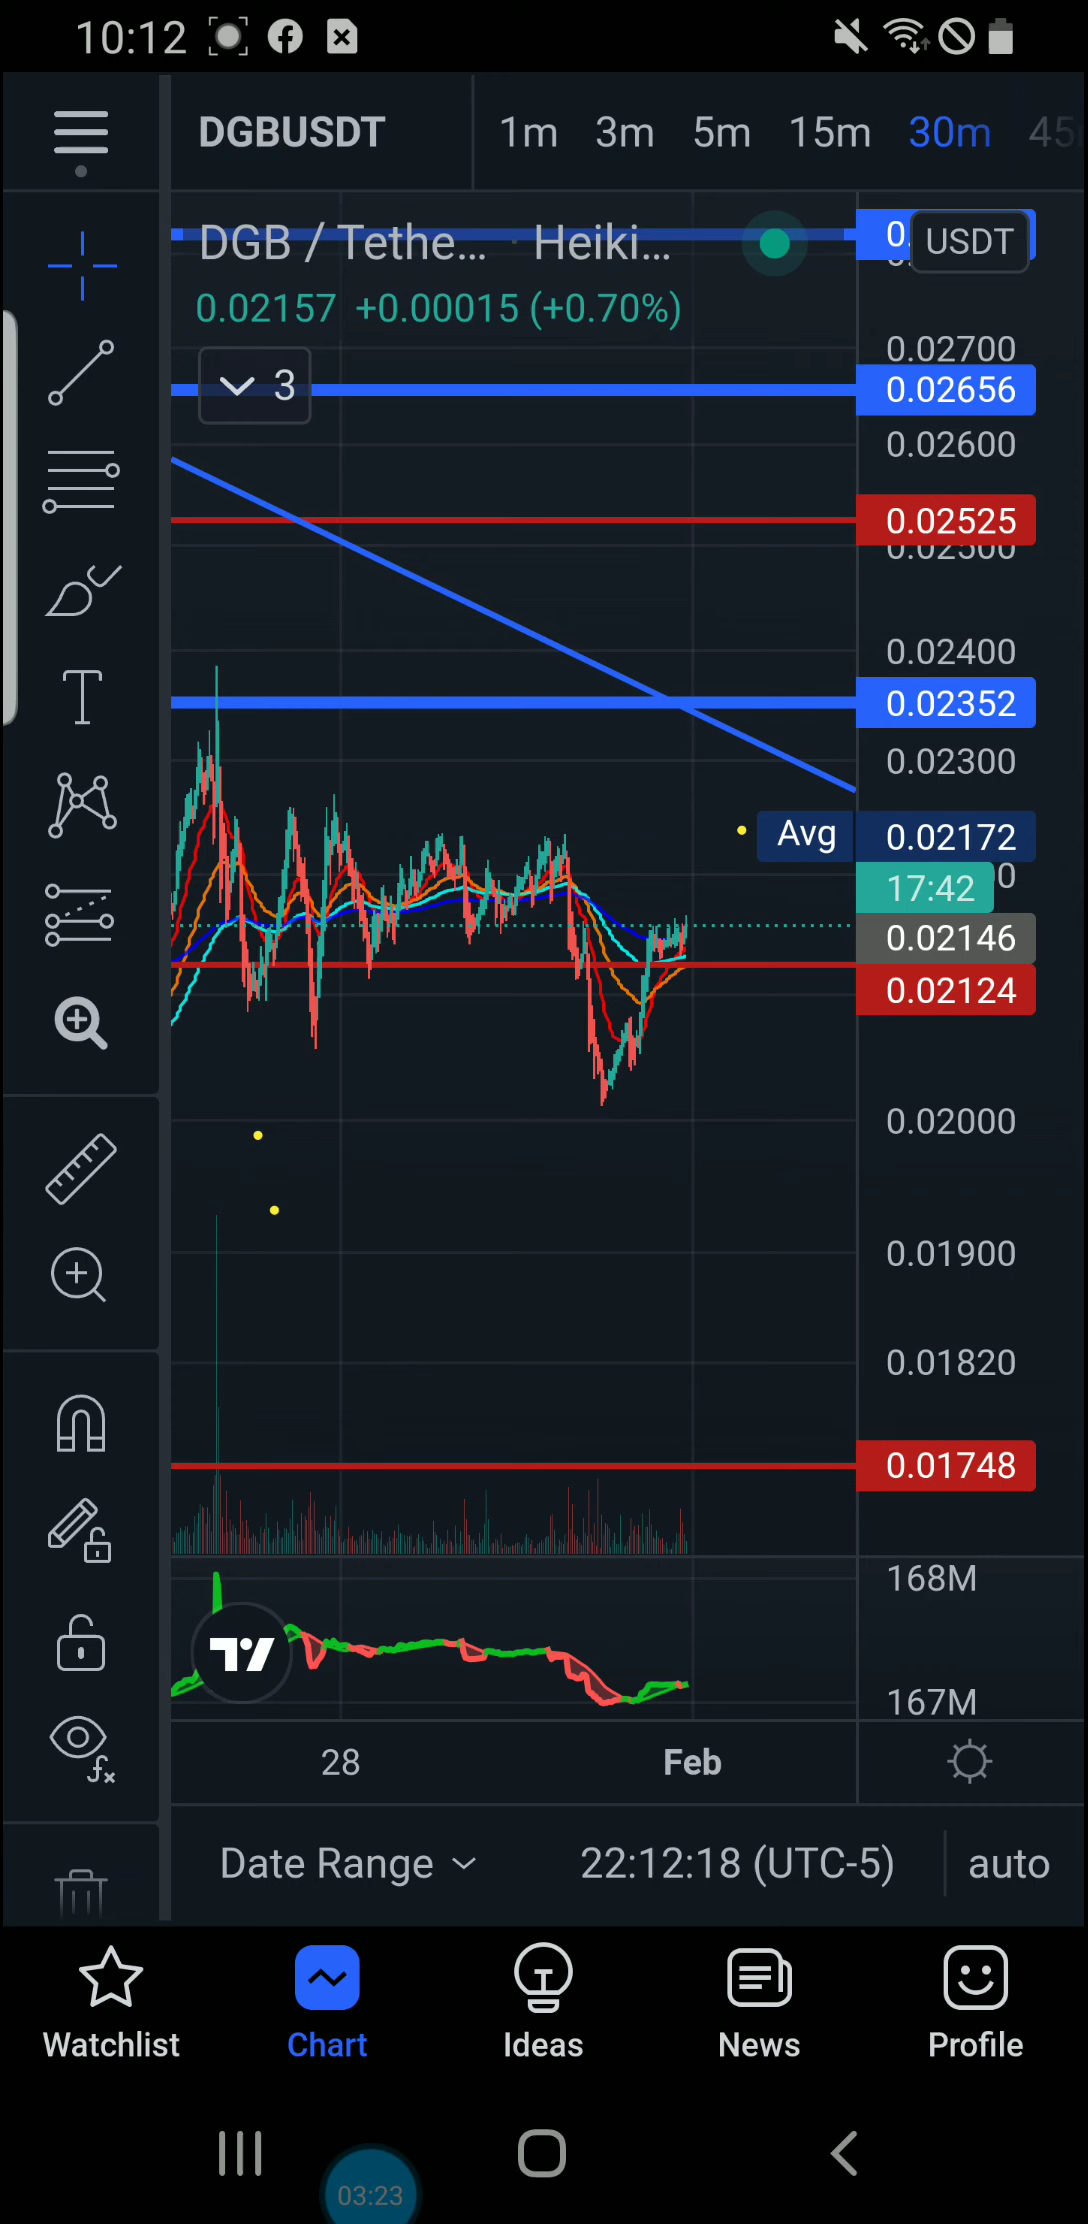 10:12
DGBUSDT
1m 3m 5m 15m 30m 45
DGB / Tethe... · Heiki...
USDT
0.02157 +0.00015 (+0.70%)
3
0.02700
0.02656
0.02600
0.02525
0.02500
0.02400
0.02352
0.02300
Avg 0.02172
17:42
0.02146
0.02124
0.02000
0.01900
0.01820
0.01748
168M
167M
28 Feb
Date Range 22:12:18 (UTC-5) auto
Watchlist Chart Ideas News Profile
03:23